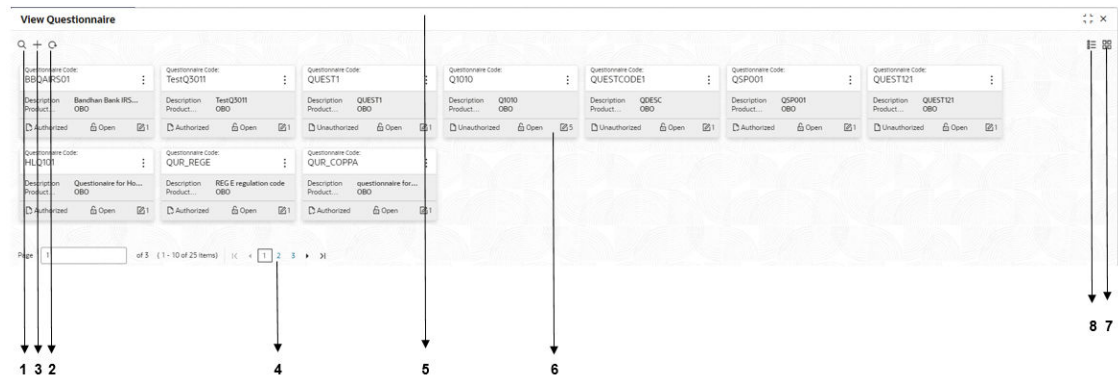 View Questionnaire
Questionnaire Code: Questionnaire Code: Questionnaire Code: Questionnaire Code: Questionnaire Code: Questionnaire Code: Questionnaire Code:
BBQAIRS01 TestQ3011 QUEST1 Q1010 QUESTCODE1 QSP001 QUEST121
Description Bandhan Bank IRS... Description TestQ3011 Description QUEST1 Description Q1010 Description QDESC Description QSP001 Description QUEST121
Product... OBO Product... OBO Product... OBO Product... OBO Product... OBO Product... OBO Product... OBO
Authorized Open 1 Authorized Open 1 Unauthorized Open 1 Unauthorized Open 5 Unauthorized Open 1 Authorized Open 1 Unauthorized Open 1
Questionnaire Code: Questionnaire Code: Questionnaire Code:
HLQ101 QUR_REGE QUR_COPPA
Description Questionaire for Ho... Description REG E regulation code Description questionnaire for...
Product... OBO Product... OBO Product... OBO
Authorized Open 1 Authorized Open 1 Authorized Open 1
Page 1 of 3 (1 - 10 of 25 items) 1 2 3
8 7
1 3 2 4 5 6